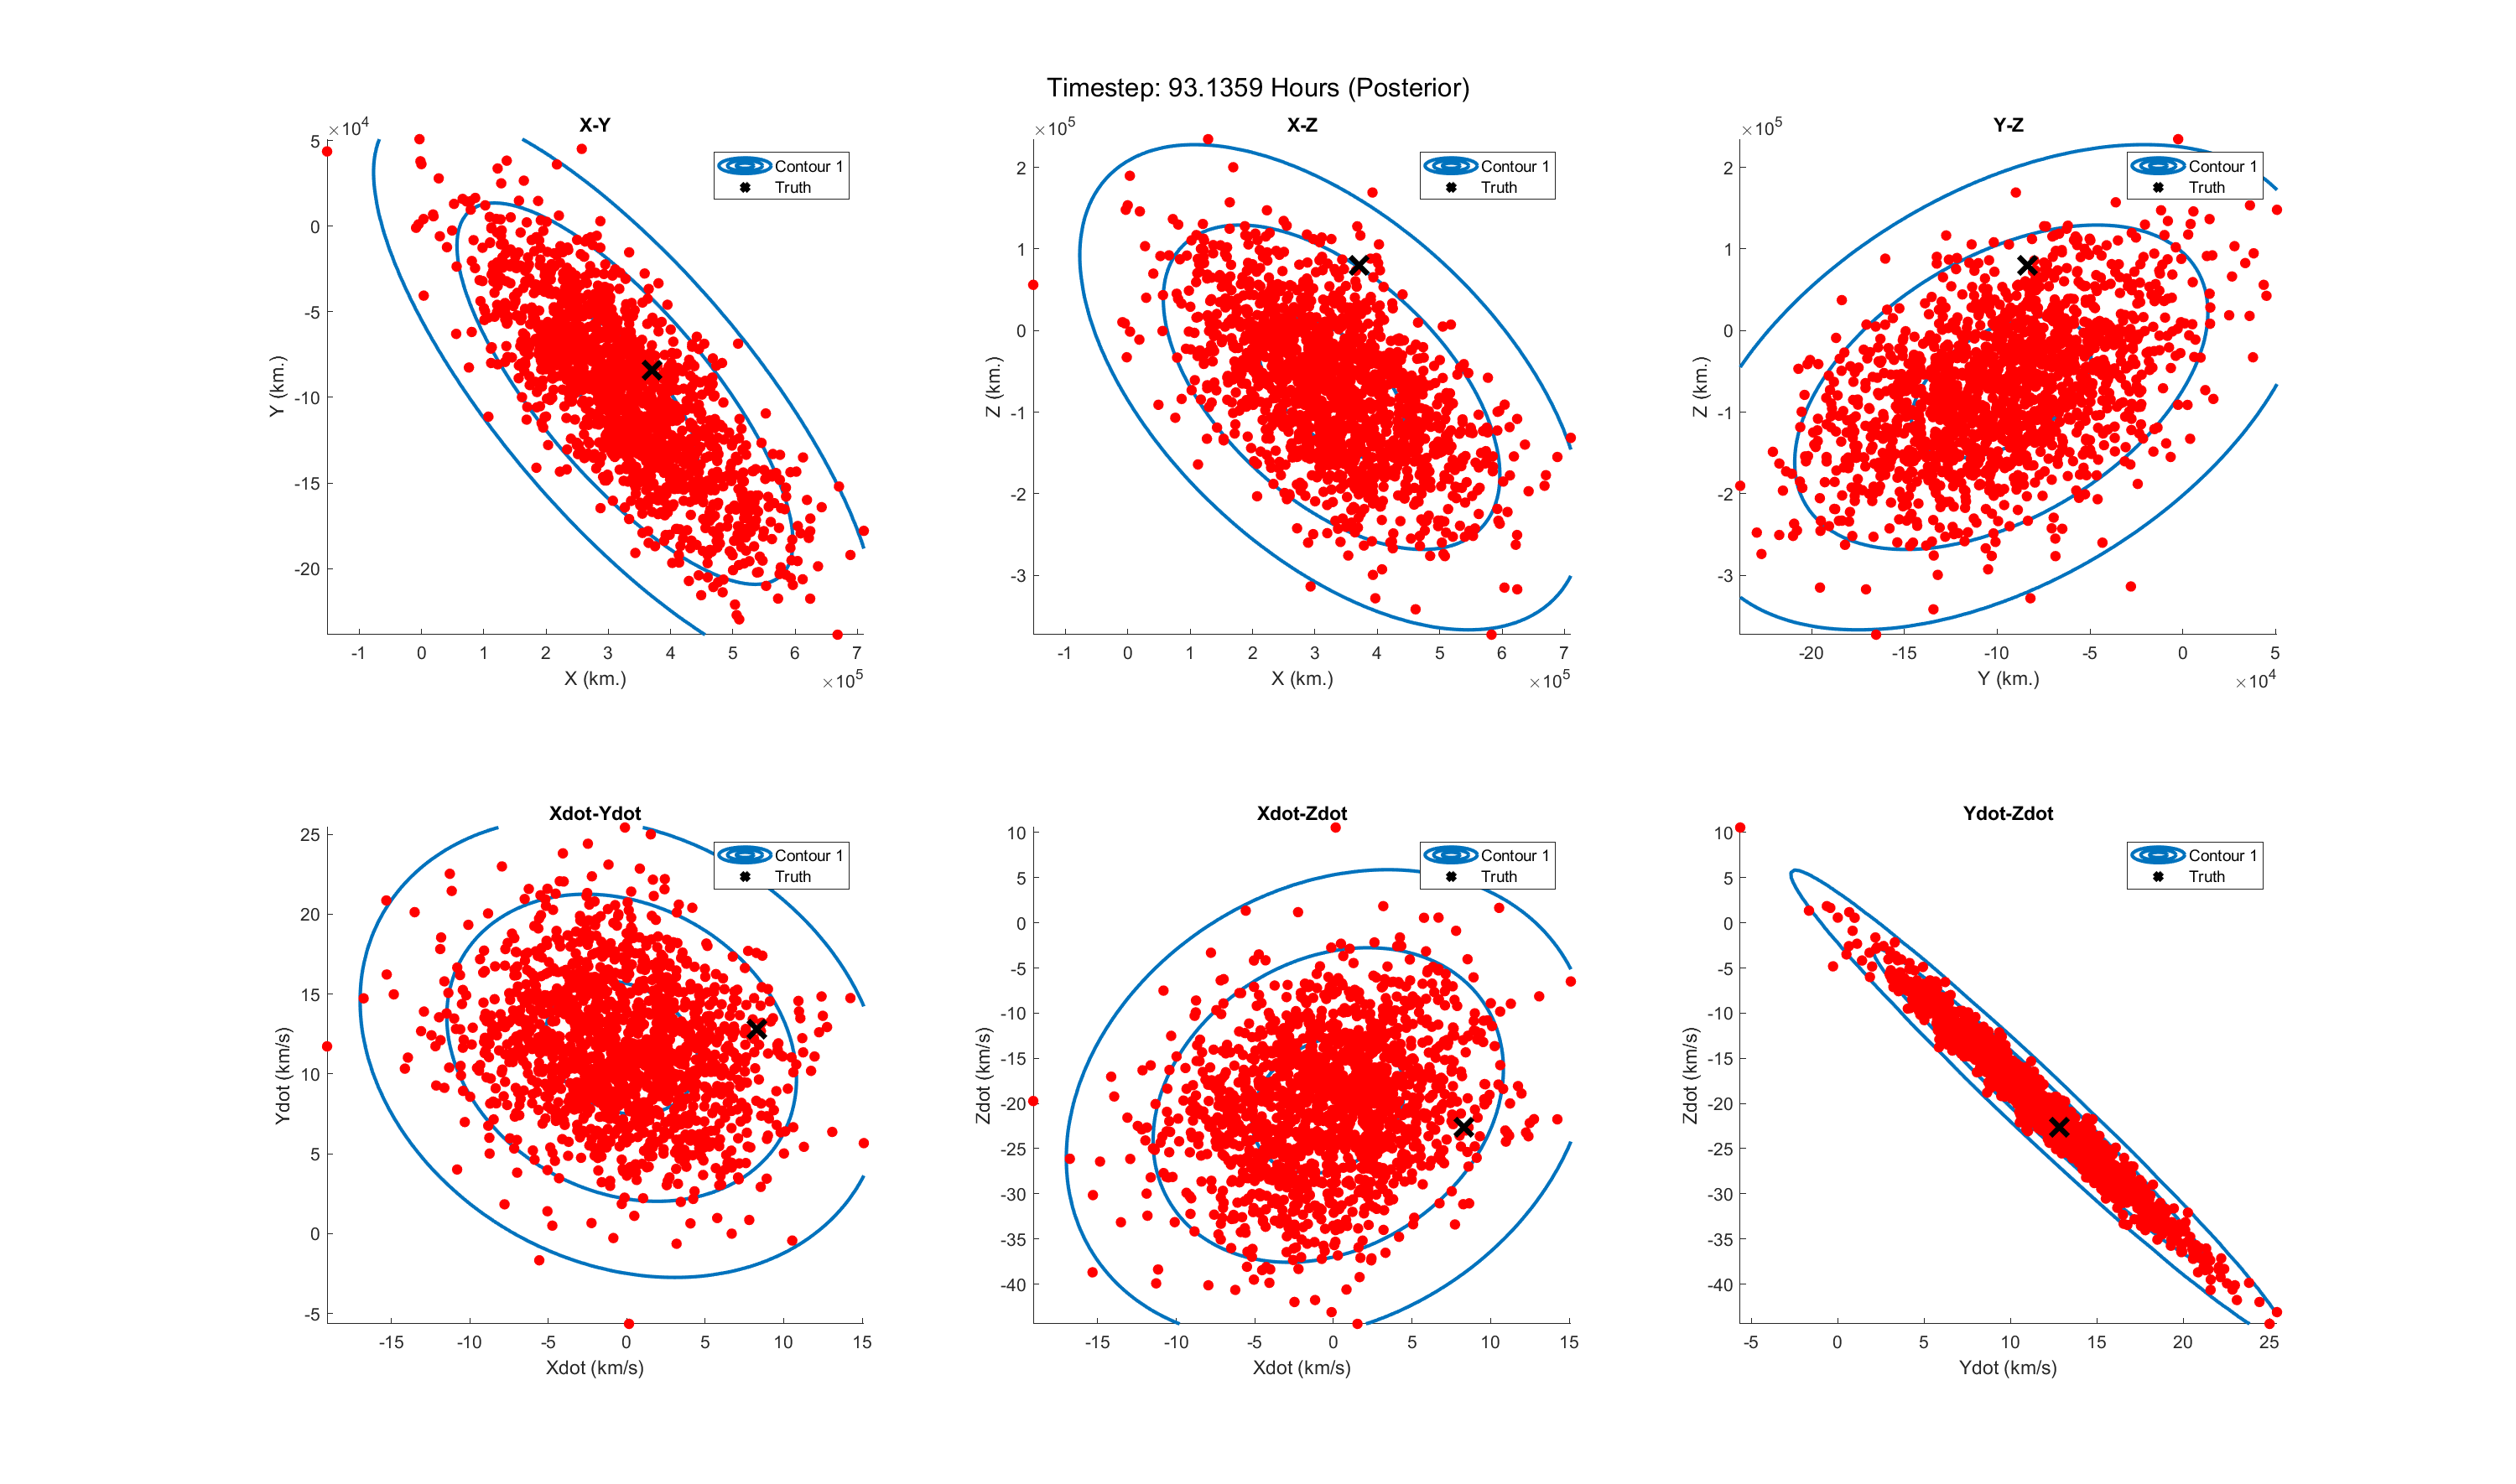 Timestep: 93.1359 Hours (Posterior)
X-Y
×10^4
5
0
-5
-10
-15
-20
Y (km.)
-1 0 1 2 3 4 5 6 7
X (km.)
×10^5
Contour 1
Truth
X-Z
×10^5
2
1
0
-1
-2
-3
Z (km.)
-1 0 1 2 3 4 5 6 7
X (km.)
×10^5
Contour 1
Truth
Y-Z
×10^5
2
1
0
-1
-2
-3
Z (km.)
-20 -15 -10 -5 0 5
Y (km.)
×10^4
Contour 1
Truth
Xdot-Ydot
25
20
15
10
5
0
-5
Ydot (km/s)
-15 -10 -5 0 5 10 15
Xdot (km/s)
Contour 1
Truth
Xdot-Zdot
10
5
0
-5
-10
-15
-20
-25
-30
-35
-40
Zdot (km/s)
-15 -10 -5 0 5 10 15
Xdot (km/s)
Contour 1
Truth
Ydot-Zdot
10
5
0
-5
-10
-15
-20
-25
-30
-35
-40
Zdot (km/s)
-5 0 5 10 15 20 25
Ydot (km/s)
Contour 1
Truth